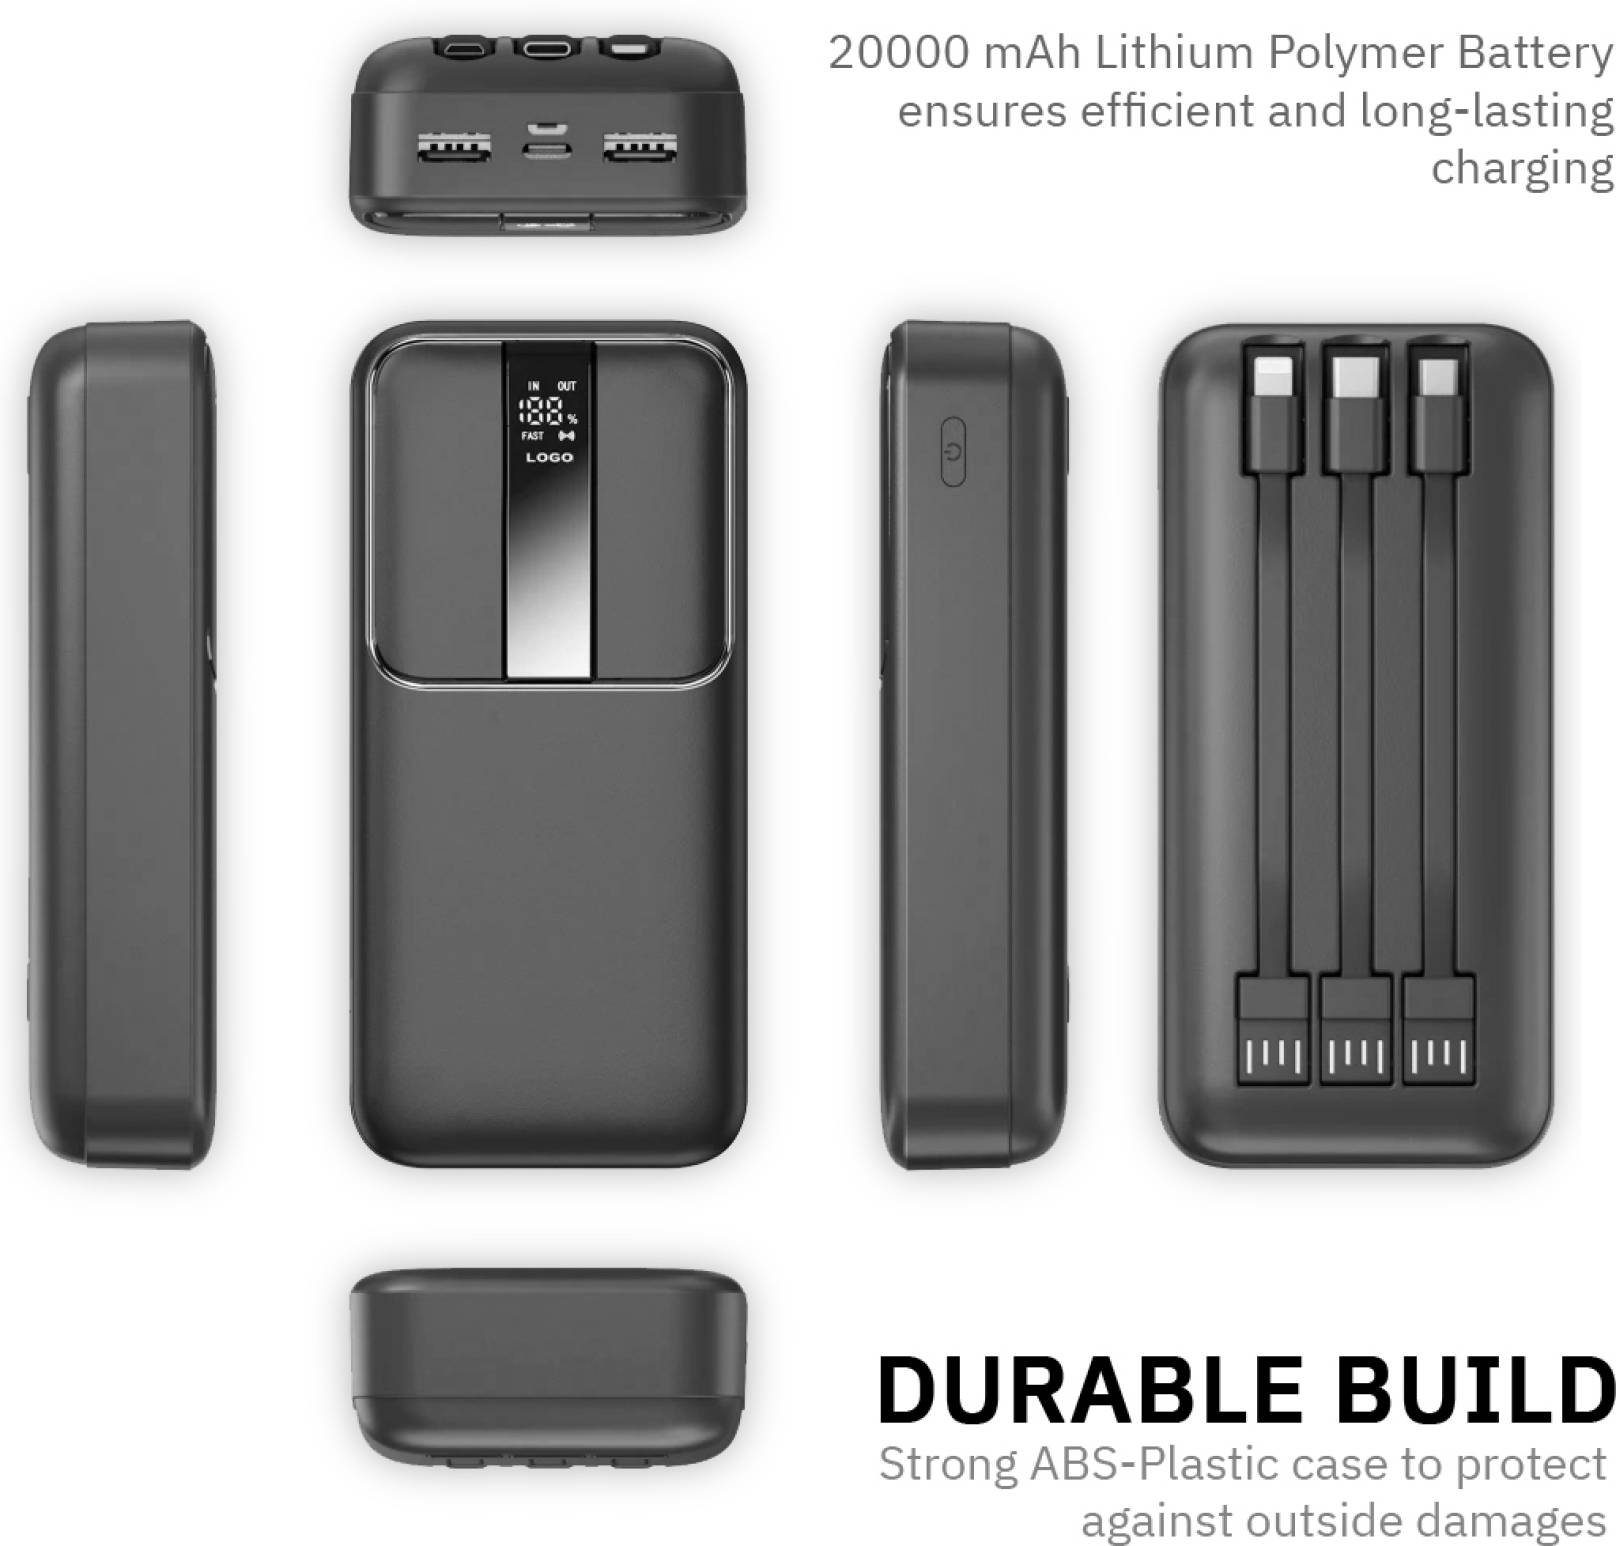 20000 mAh Lithium Polymer Battery
ensures efficient and long-lasting
charging
IN OUT
188%
FAST
LOGO
DURABLE BUILD
Strong ABS-Plastic case to protect
against outside damages